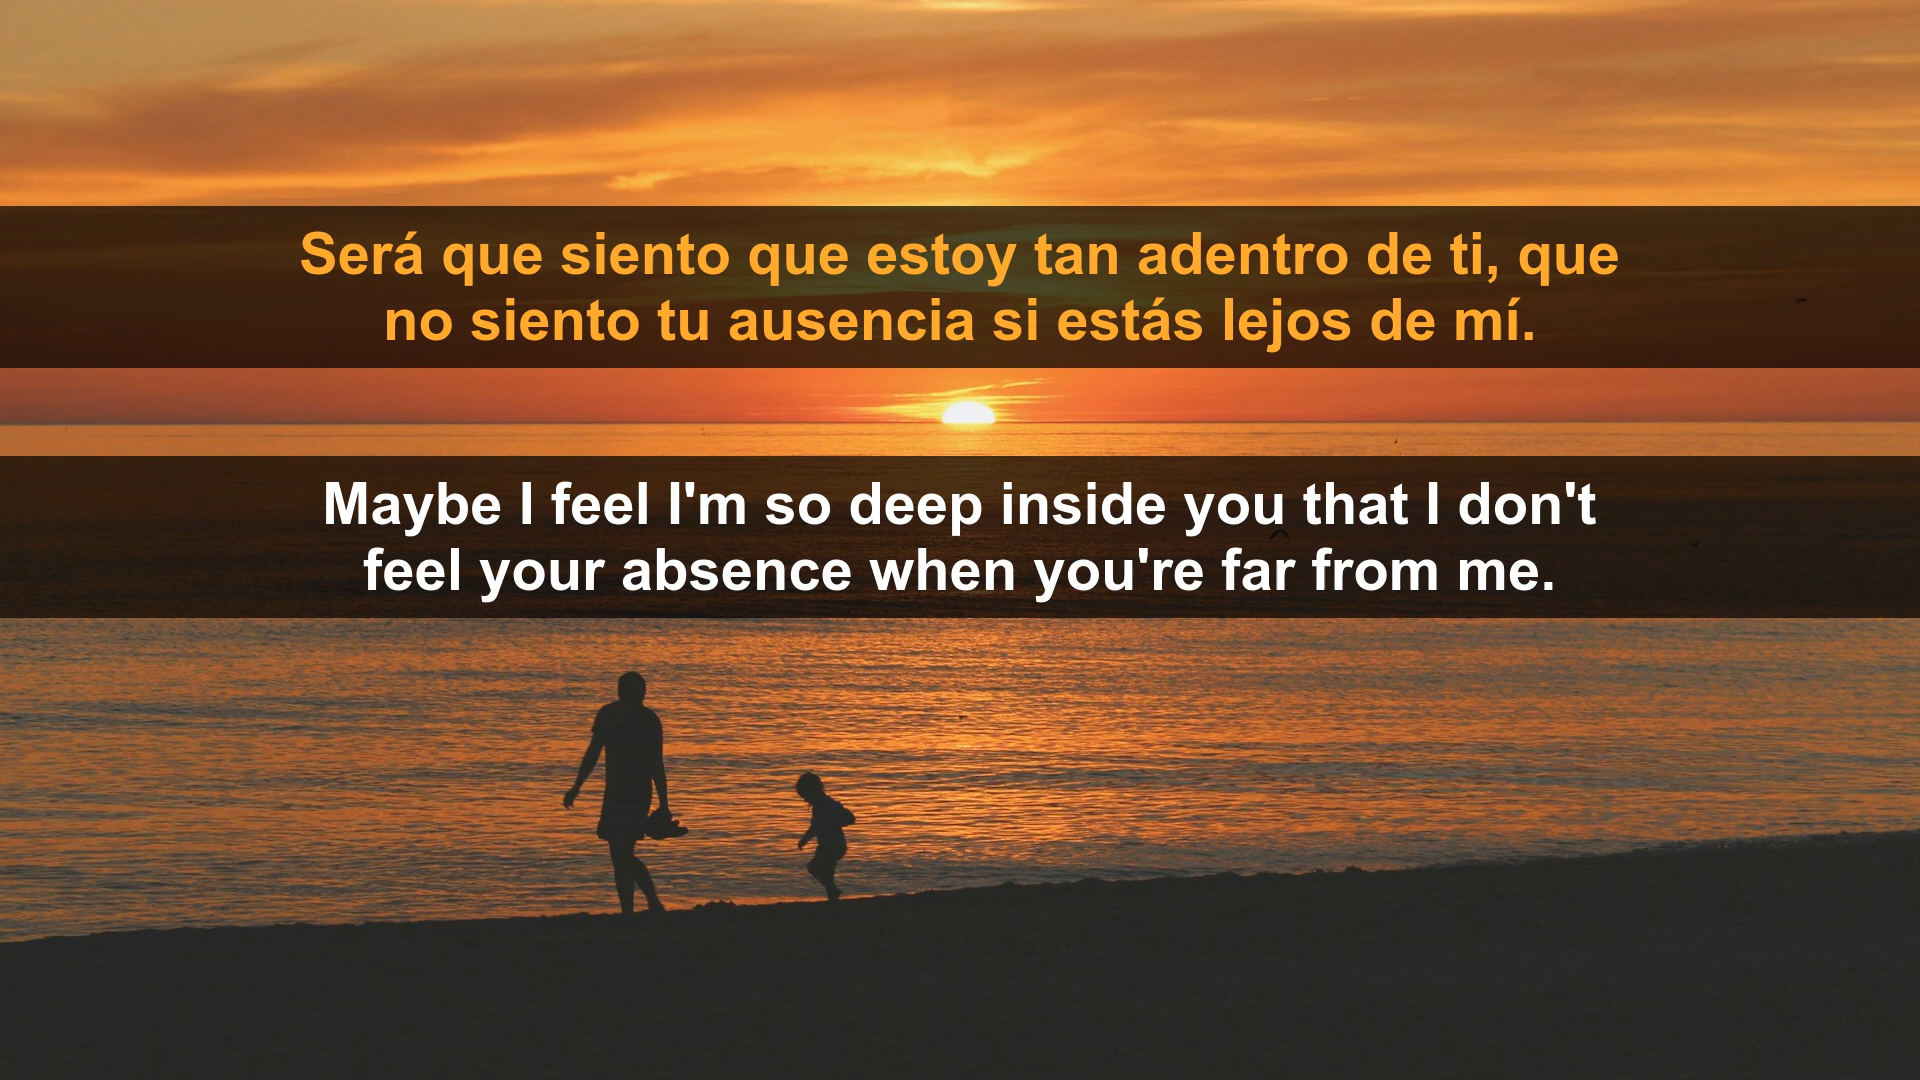 Será que siento que estoy tan adentro de ti, que
no siento tu ausencia si estás lejos de mí.
Maybe I feel I'm so deep inside you that I don't
feel your absence when you're far from me.